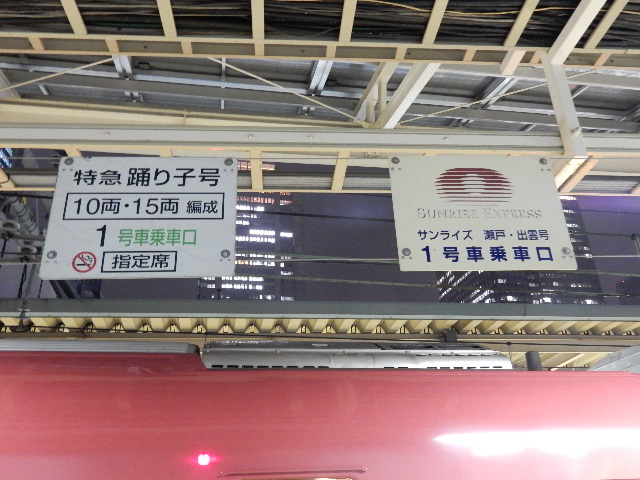 特急 踊り子号
10両・15両 編成
1 号車乗車口
指定席
SUNRISE EXPRESS
サンライズ 瀬戸・出雲号
1号車乗車口